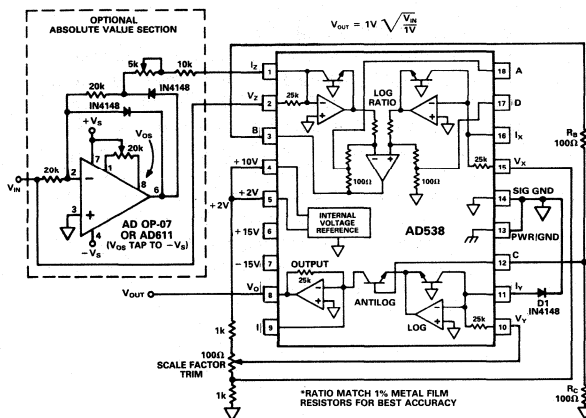 OPTIONAL
ABSOLUTE VALUE SECTION
V_OUT = 1V √(V_IN/1V)
5k
10k
20k
IN4148
IN4148
+V_S
V_OS
20k
7
1
8
20k
V_IN
2
6
3
4
-V_S
AD OP-07
OR AD611
(V_OS TAP TO -V_S)
I_Z
1
V_Z
2
B
3
+10V
4
+2V
+2V
5
+15V
6
-15V
7
V_O
8
I
9
V_OUT
25k
LOG
RATIO
100Ω
100Ω
25k
INTERNAL
VOLTAGE
REFERENCE
AD538
OUTPUT
25k
ANTILOG
LOG
25k
18
A
17
D
16
I_X
15
V_X
14
SIG GND
13
PWR GND
12
C
11
I_Y
10
V_Y
D1
IN4148
R_B
100Ω
R_C
100Ω
1k
100Ω
SCALE FACTOR
TRIM
1k
*RATIO MATCH 1% METAL FILM
RESISTORS FOR BEST ACCURACY